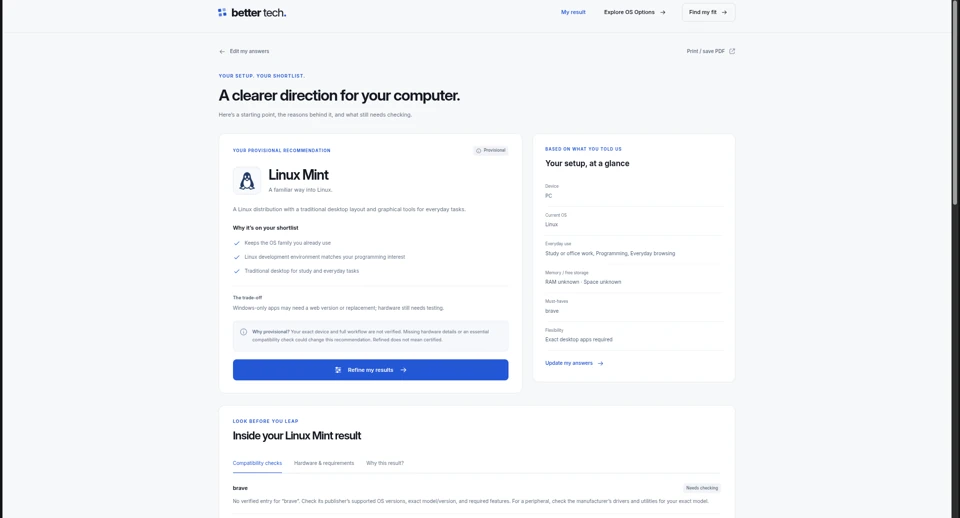 better tech.
My result
Explore OS Options →
Find my fit →
← Edit my answers
Print / save PDF
YOUR SETUP. YOUR SHORTLIST.
A clearer direction for your computer.
Here's a starting point, the reasons behind it, and what still needs checking.
YOUR PROVISIONAL RECOMMENDATION
Provisional
Linux Mint
A familiar way into Linux.
A Linux distribution with a traditional desktop layout and graphical tools for everyday tasks.
Why it's on your shortlist
Keeps the OS family you already use
Linux development environment matches your programming interest
Traditional desktop for study and everyday tasks
The trade-off
Windows-only apps may need a web version or replacement; hardware still needs testing.
Why provisional? Your exact device and full workflow are not verified. Missing hardware details or an essential
compatibility check could change this recommendation. Refined does not mean certified.
Refine my results →
BASED ON WHAT YOU TOLD US
Your setup, at a glance
Device
PC
Current OS
Linux
Everyday use
Study or office work, Programming, Everyday browsing
Memory / free storage
RAM unknown · Space unknown
Must-haves
brave
Flexibility
Exact desktop apps required
Update my answers →
LOOK BEFORE YOU LEAP
Inside your Linux Mint result
Compatibility checks
Hardware & requirements
Why this result?
brave
Needs checking
No verified entry for "brave". Check its publisher's supported OS versions, exact model/version, and required features. For a peripheral, check the manufacturer's drivers and utilities for your exact model.